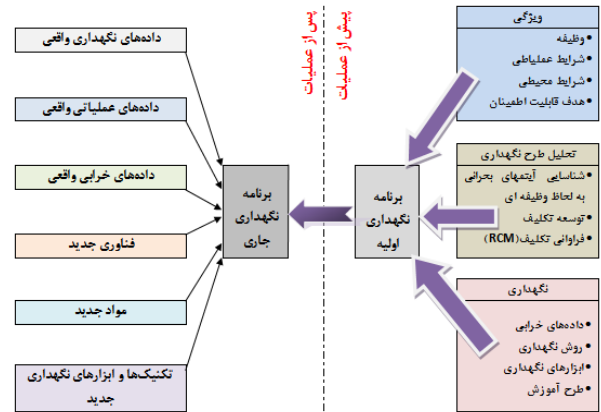 ویژگی
•وظیفه
•شرایط عملیاطی
•شرایط محیطی
•هدف قابلیت اطمینان
تحلیل طرح نگهداری
•شناسایی آیتمهای بحرانی
به لحاظ وظیفه ای
•توسعه تکلیف
•فراوانی تکلیف(RCM)
نگهداری
•داده‌های خرابی
•روش نگهداری
•ابزارهای نگهداری
•طرح آموزش
پیش از عملیات
پس از عملیات
برنامه
نگهداری
اولیه
برنامه
نگهداری
جاری
داده‌های نگهداری واقعی
داده‌های عملیاتی واقعی
داده‌های خرابی واقعی
فناوری جدید
مواد جدید
تکنیک‌ها و ابزارهای نگهداری
جدید